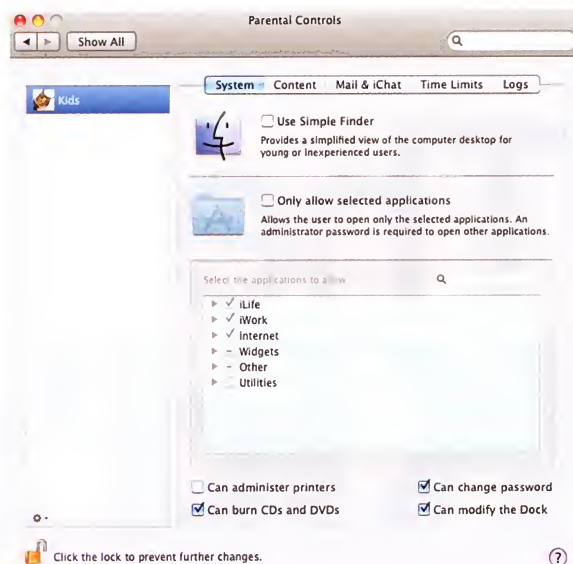 Parental Controls
Show All
System Content Mail & iChat Time Limits Logs
Kids
Use Simple Finder
Provides a simplified view of the computer desktop for
young or inexperienced users.
Only allow selected applications
Allows the user to open only the selected applications. An
administrator password is required to open other applications.
Select the applications to allow
iLife
iWork
Internet
Widgets
Other
Utilities
Can administer printers
Can change password
Can burn CDs and DVDs
Can modify the Dock
Click the lock to prevent further changes.
?